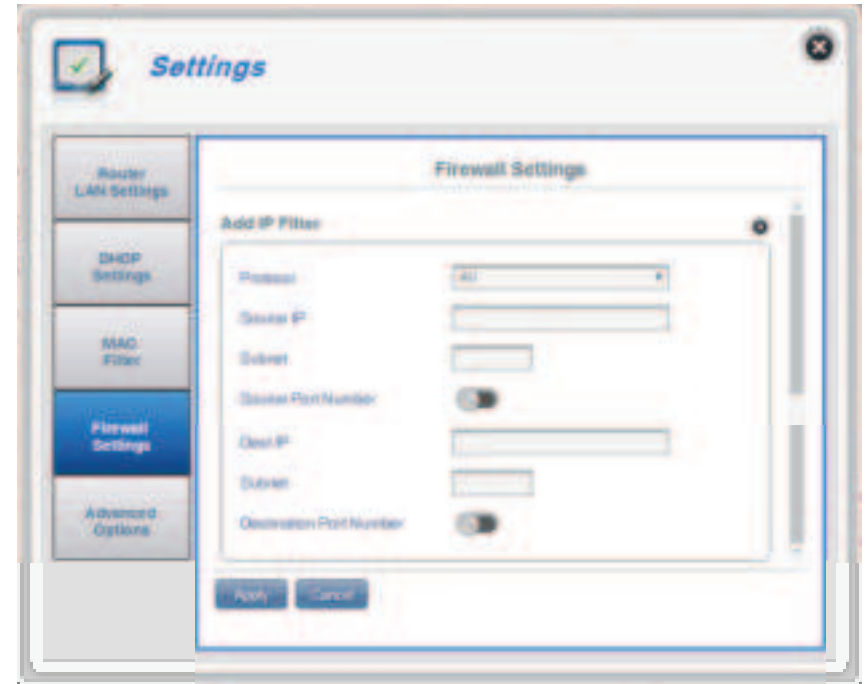 Settings
Router
LAN Settings
DHCP
Settings
MAC
Filter
Firewall
Settings
Advanced
Options
Firewall Settings
Add IP Filter
Protocol
All
Source IP
Subnet
Source Port Number
Dest IP
Subnet
Destination Port Number
Apply
Cancel